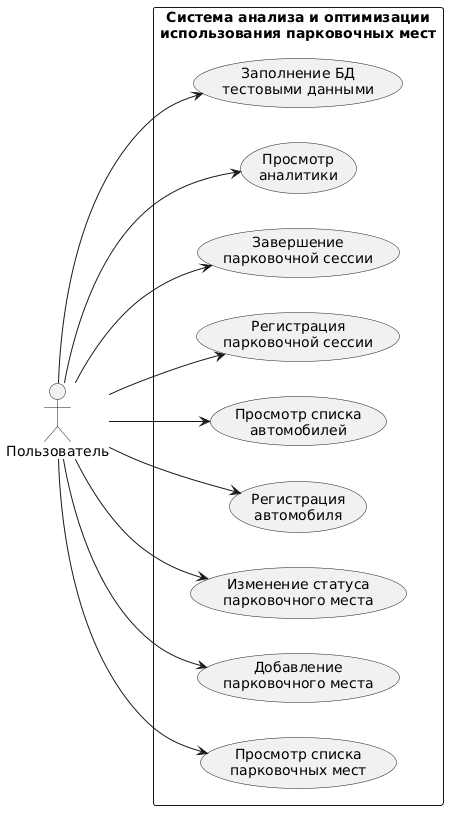 Система анализа и оптимизации
использования парковочных мест
Заполнение БД
тестовыми данными
Просмотр
аналитики
Завершение
парковочной сессии
Регистрация
парковочной сессии
Просмотр списка
автомобилей
Пользователь
Регистрация
автомобиля
Изменение статуса
парковочного места
Добавление
парковочного места
Просмотр списка
парковочных мест